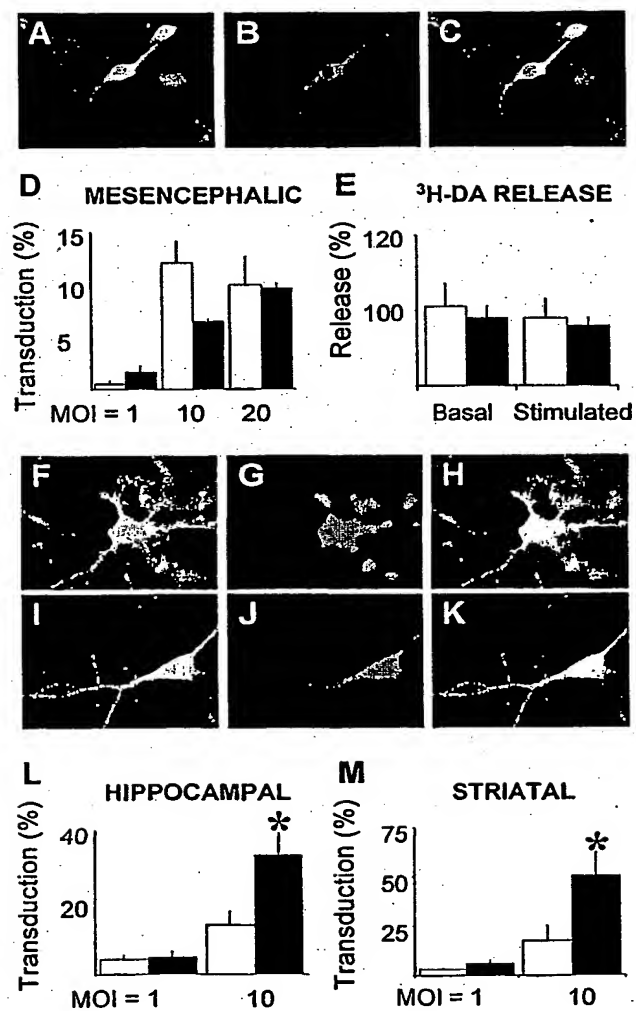 A B C
D MESENCEPHALIC
Transduction (%)
15
10
5
MOI = 1 10 20
E ³H-DA RELEASE
Release (%)
120
100
Basal Stimulated
F G H
I J K
L HIPPOCAMPAL
Transduction (%)
40
20
*
MOI = 1 10
M STRIATAL
Transduction (%)
75
50
25
*
MOI = 1 10